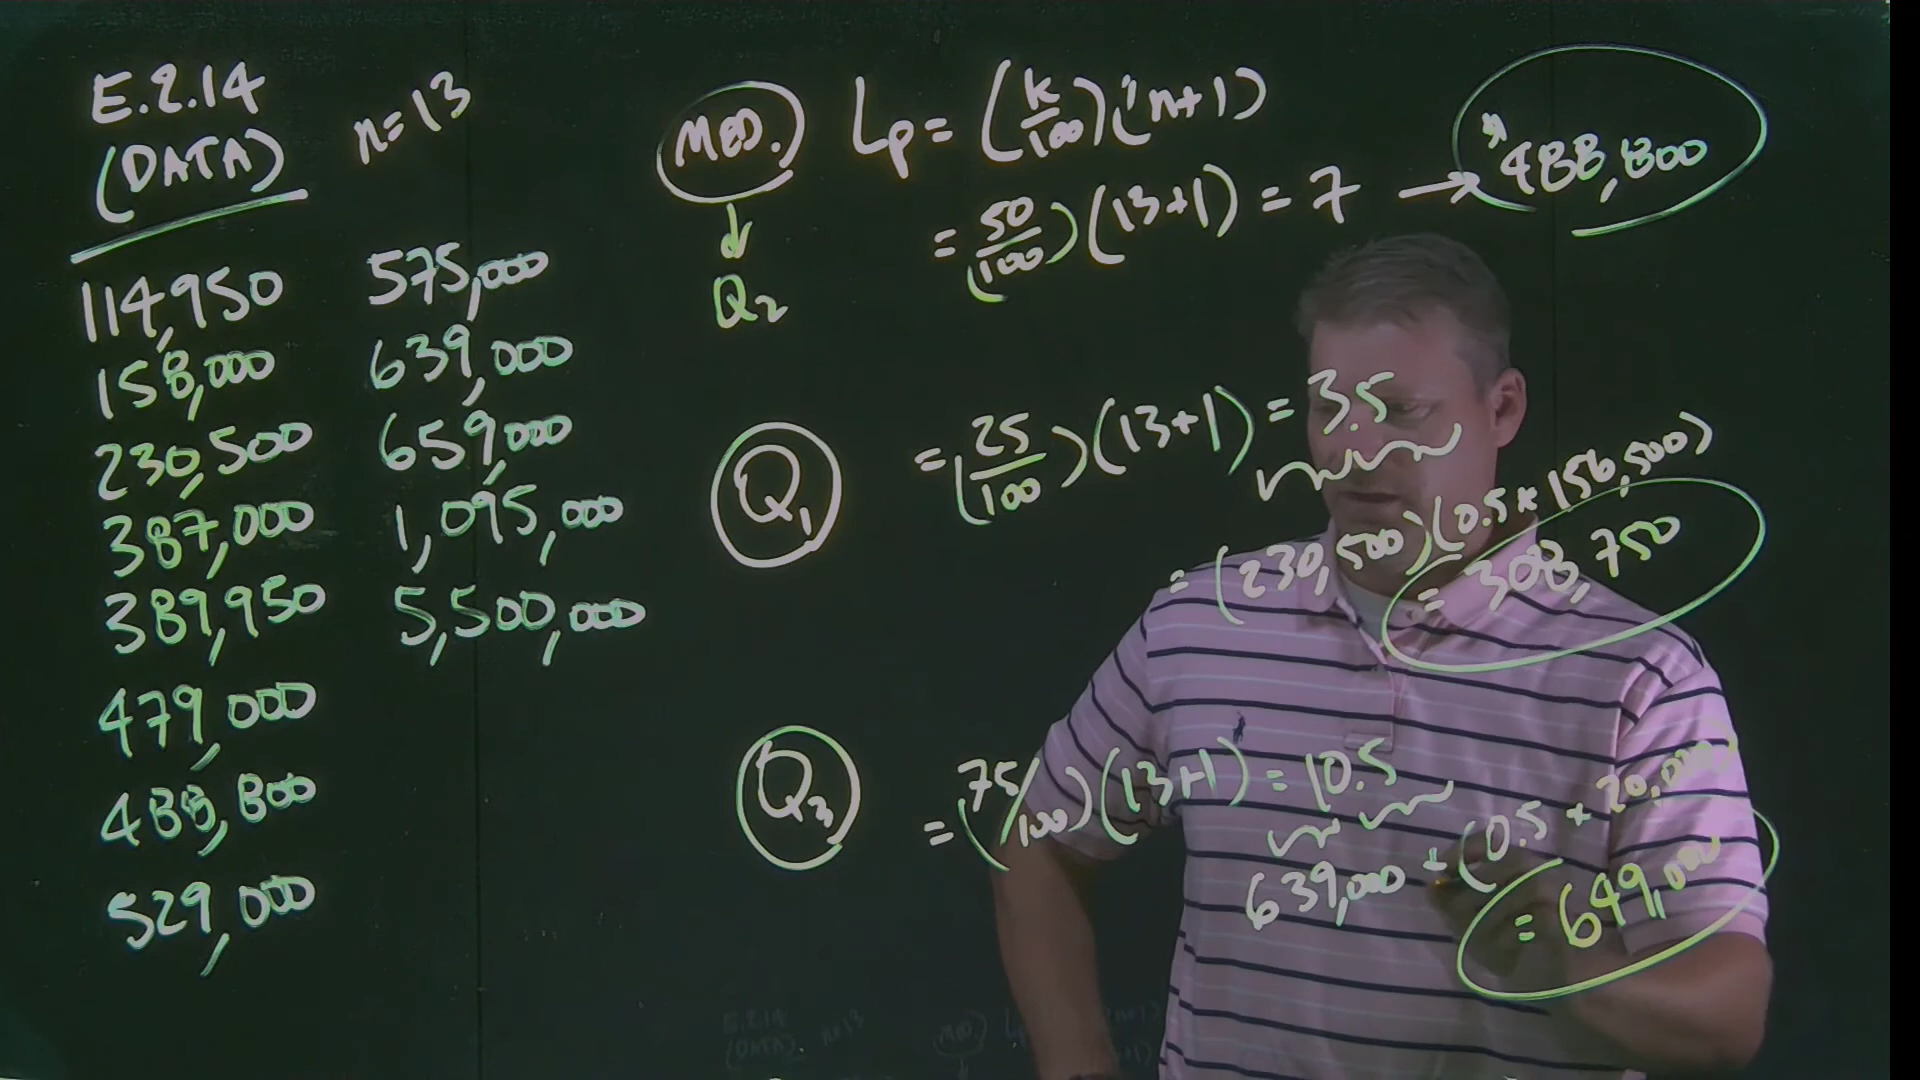 E.2.14
(DATA)
n=13
114,950
158,000
230,500
387,000
389,950
479,000
488,800
529,000
575,000
639,000
659,000
1,095,000
5,500,000
MED.
Q2
Lp = (k/100)(n+1)
= (50/100)(13+1) = 7 → $488,800
Q1
= (25/100)(13+1) = 3.5
= (230,500)(0.5 * 156,500)
= 308,750
Q3
= (75/100)(13+1) = 10.5
639,000 + (0.5 * 20,000)
= 649,000